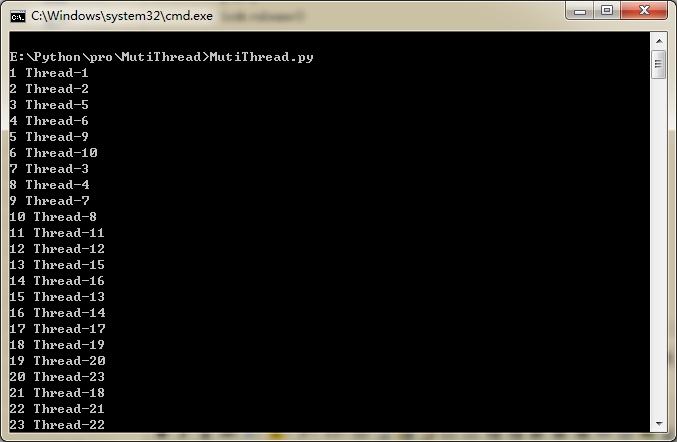 C:\Windows\system32\cmd.exe
E:\Python\pro\MutiThread>MutiThread.py
1 Thread-1
2 Thread-2
3 Thread-5
4 Thread-6
5 Thread-9
6 Thread-10
7 Thread-3
8 Thread-4
9 Thread-7
10 Thread-8
11 Thread-11
12 Thread-12
13 Thread-15
14 Thread-16
15 Thread-13
16 Thread-14
17 Thread-17
18 Thread-19
19 Thread-20
20 Thread-23
21 Thread-18
22 Thread-21
23 Thread-22